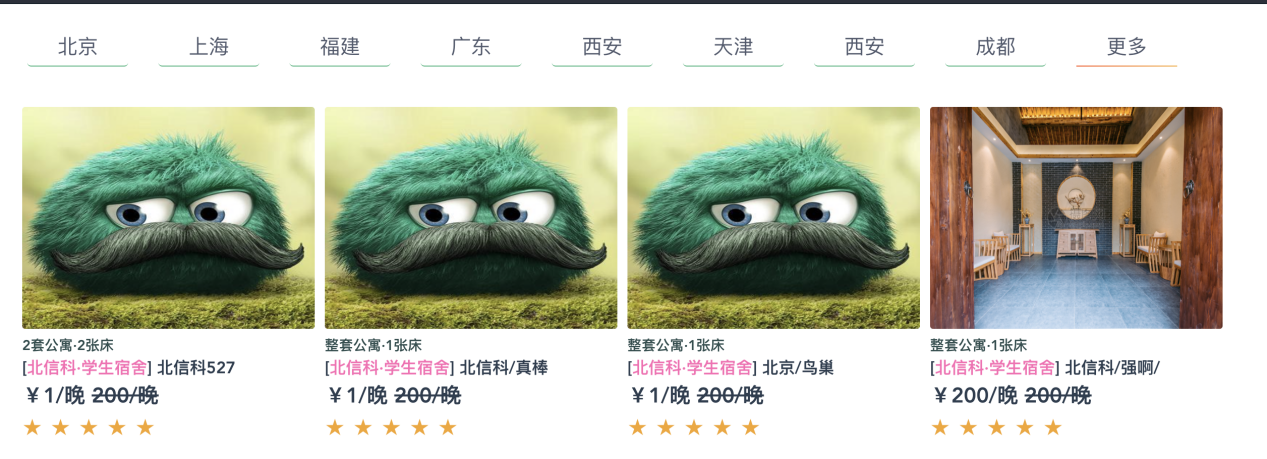 北京 上海 福建 广东 西安 天津 西安 成都 更多
2套公寓·2张床
[北信科·学生宿舍] 北信科527
￥1/晚 200/晚
★ ★ ★ ★ ★
整套公寓·1张床
[北信科·学生宿舍] 北信科/真棒
￥1/晚 200/晚
★ ★ ★ ★ ★
整套公寓·1张床
[北信科·学生宿舍] 北京/鸟巢
￥1/晚 200/晚
★ ★ ★ ★ ★
整套公寓·1张床
[北信科·学生宿舍] 北信科/强啊/
￥200/晚 200/晚
★ ★ ★ ★ ★